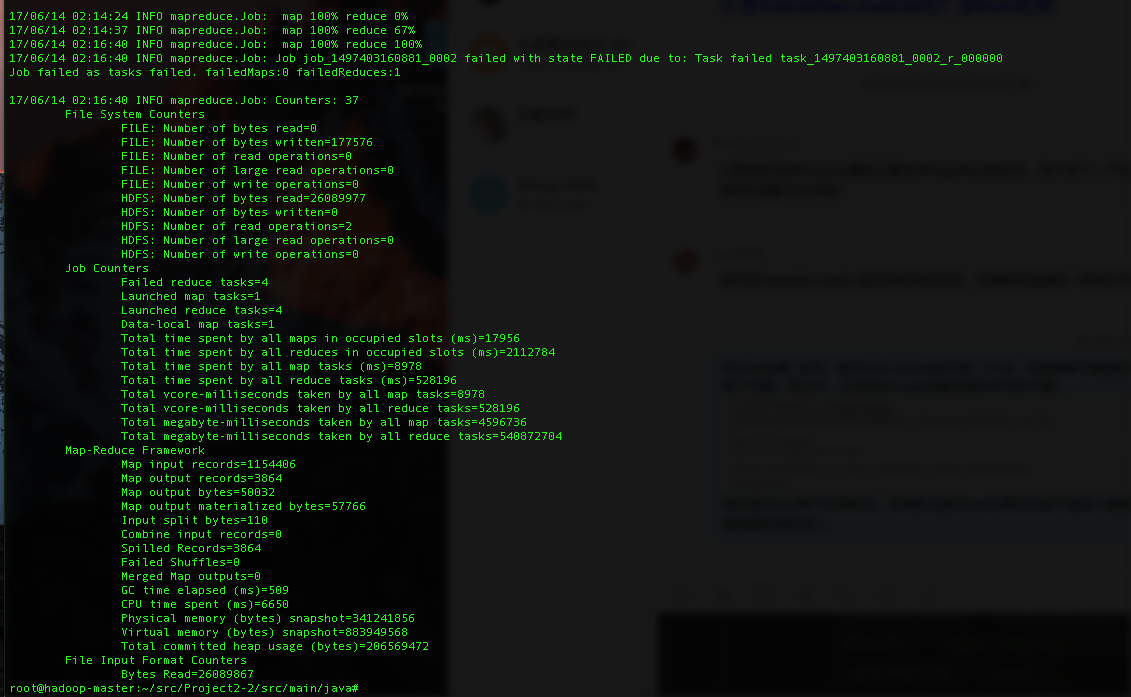 17/06/14 02:14:24 INFO mapreduce.Job:  map 100% reduce 0%
17/06/14 02:14:37 INFO mapreduce.Job:  map 100% reduce 67%
17/06/14 02:16:40 INFO mapreduce.Job:  map 100% reduce 100%
17/06/14 02:16:40 INFO mapreduce.Job: Job job_1497403160881_0002 failed with state FAILED due to: Task failed task_1497403160881_0002_r_000000
Job failed as tasks failed. failedMaps:0 failedReduces:1
17/06/14 02:16:40 INFO mapreduce.Job: Counters: 37
File System Counters
FILE: Number of bytes read=0
FILE: Number of bytes written=177576
FILE: Number of read operations=0
FILE: Number of large read operations=0
FILE: Number of write operations=0
HDFS: Number of bytes read=26089977
HDFS: Number of bytes written=0
HDFS: Number of read operations=2
HDFS: Number of large read operations=0
HDFS: Number of write operations=0
Job Counters
Failed reduce tasks=4
Launched map tasks=1
Launched reduce tasks=4
Data-local map tasks=1
Total time spent by all maps in occupied slots (ms)=17956
Total time spent by all reduces in occupied slots (ms)=2112784
Total time spent by all map tasks (ms)=8978
Total time spent by all reduce tasks (ms)=528196
Total vcore-milliseconds taken by all map tasks=8978
Total vcore-milliseconds taken by all reduce tasks=528196
Total megabyte-milliseconds taken by all map tasks=4596736
Total megabyte-milliseconds taken by all reduce tasks=540872704
Map-Reduce Framework
Map input records=1154406
Map output records=3864
Map output bytes=50032
Map output materialized bytes=57766
Input split bytes=110
Combine input records=0
Spilled Records=3864
Failed Shuffles=0
Merged Map outputs=0
GC time elapsed (ms)=509
CPU time spent (ms)=6650
Physical memory (bytes) snapshot=341241856
Virtual memory (bytes) snapshot=883949568
Total committed heap usage (bytes)=206569472
File Input Format Counters
Bytes Read=26089867
root@hadoop-master:~/src/Project2-2/src/main/java#